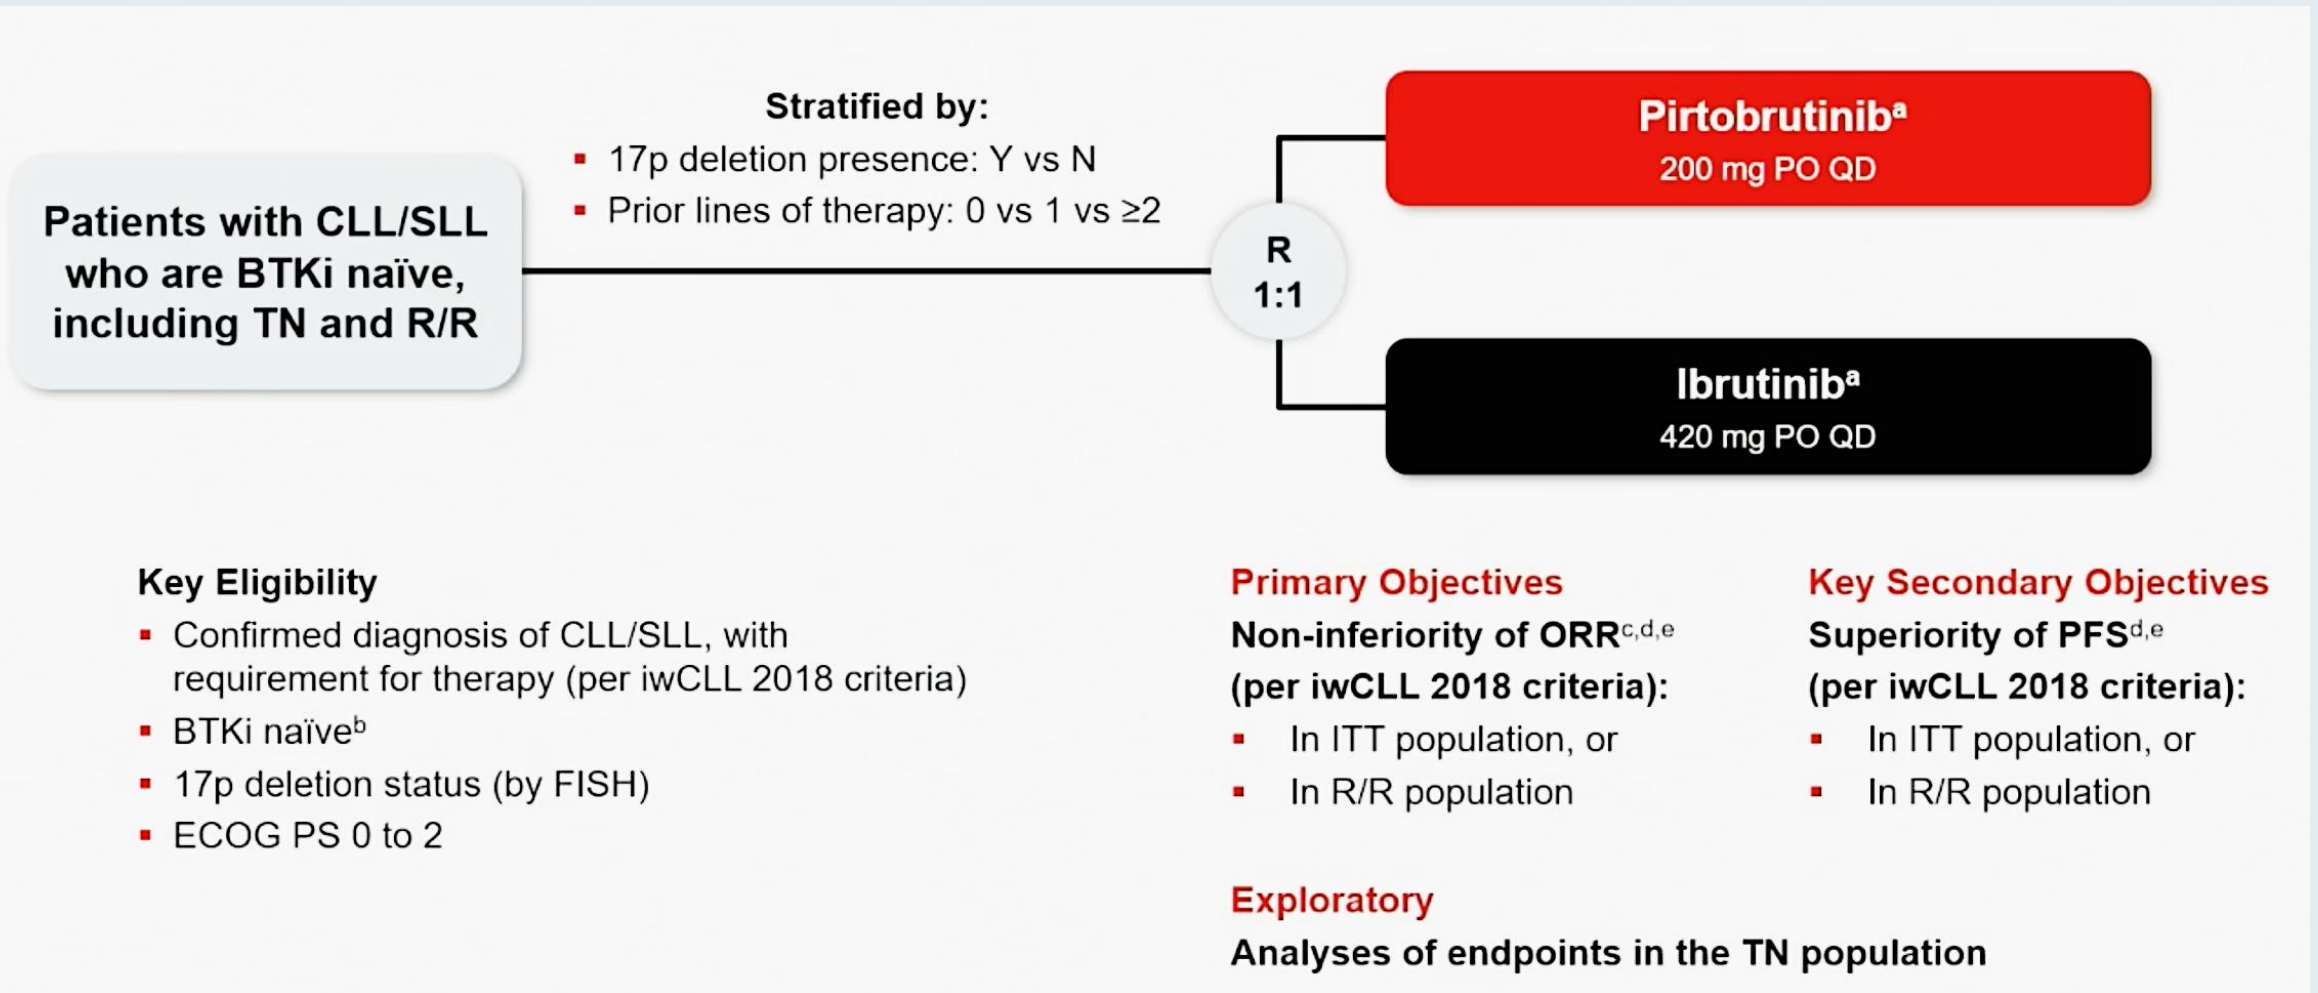 Patients with CLL/SLL
who are BTKi naïve,
including TN and R/R
Stratified by:
▪ 17p deletion presence: Y vs N
▪ Prior lines of therapy: 0 vs 1 vs ≥2
R
1:1
Pirtobrutinibᵃ
200 mg PO QD
Ibrutinibᵃ
420 mg PO QD
Key Eligibility
▪ Confirmed diagnosis of CLL/SLL, with
requirement for therapy (per iwCLL 2018 criteria)
▪ BTKi naïveᵇ
▪ 17p deletion status (by FISH)
▪ ECOG PS 0 to 2
Primary Objectives
Non-inferiority of ORRᶜ,ᵈ,ᵉ
(per iwCLL 2018 criteria):
▪ In ITT population, or
▪ In R/R population
Key Secondary Objectives
Superiority of PFSᵈ,ᵉ
(per iwCLL 2018 criteria):
▪ In ITT population, or
▪ In R/R population
Exploratory
Analyses of endpoints in the TN population